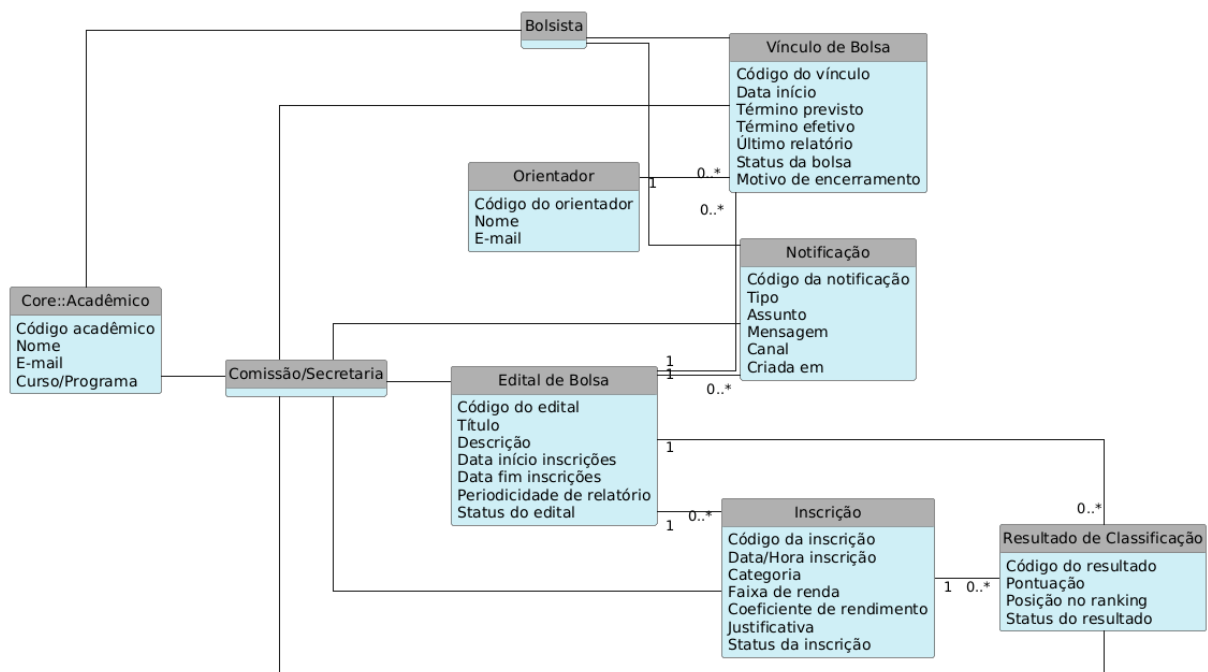 Bolsista
Vínculo de Bolsa
Código do vínculo
Data início
Término previsto
Término efetivo
Último relatório
Status da bolsa
Motivo de encerramento
Orientador
Código do orientador
Nome
E-mail
1
0..*
0..*
Notificação
Código da notificação
Tipo
Assunto
Mensagem
Canal
Criada em
Core::Acadêmico
Código acadêmico
Nome
E-mail
Curso/Programa
Comissão/Secretaria
Edital de Bolsa
Código do edital
Título
Descrição
Data início inscrições
Data fim inscrições
Periodicidade de relatório
Status do edital
1
1
0..*
1
0..*
1
0..*
Inscrição
Código da inscrição
Data/Hora inscrição
Categoria
Faixa de renda
Coeficiente de rendimento
Justificativa
Status da inscrição
1
0..*
Resultado de Classificação
Código do resultado
Pontuação
Posição no ranking
Status do resultado